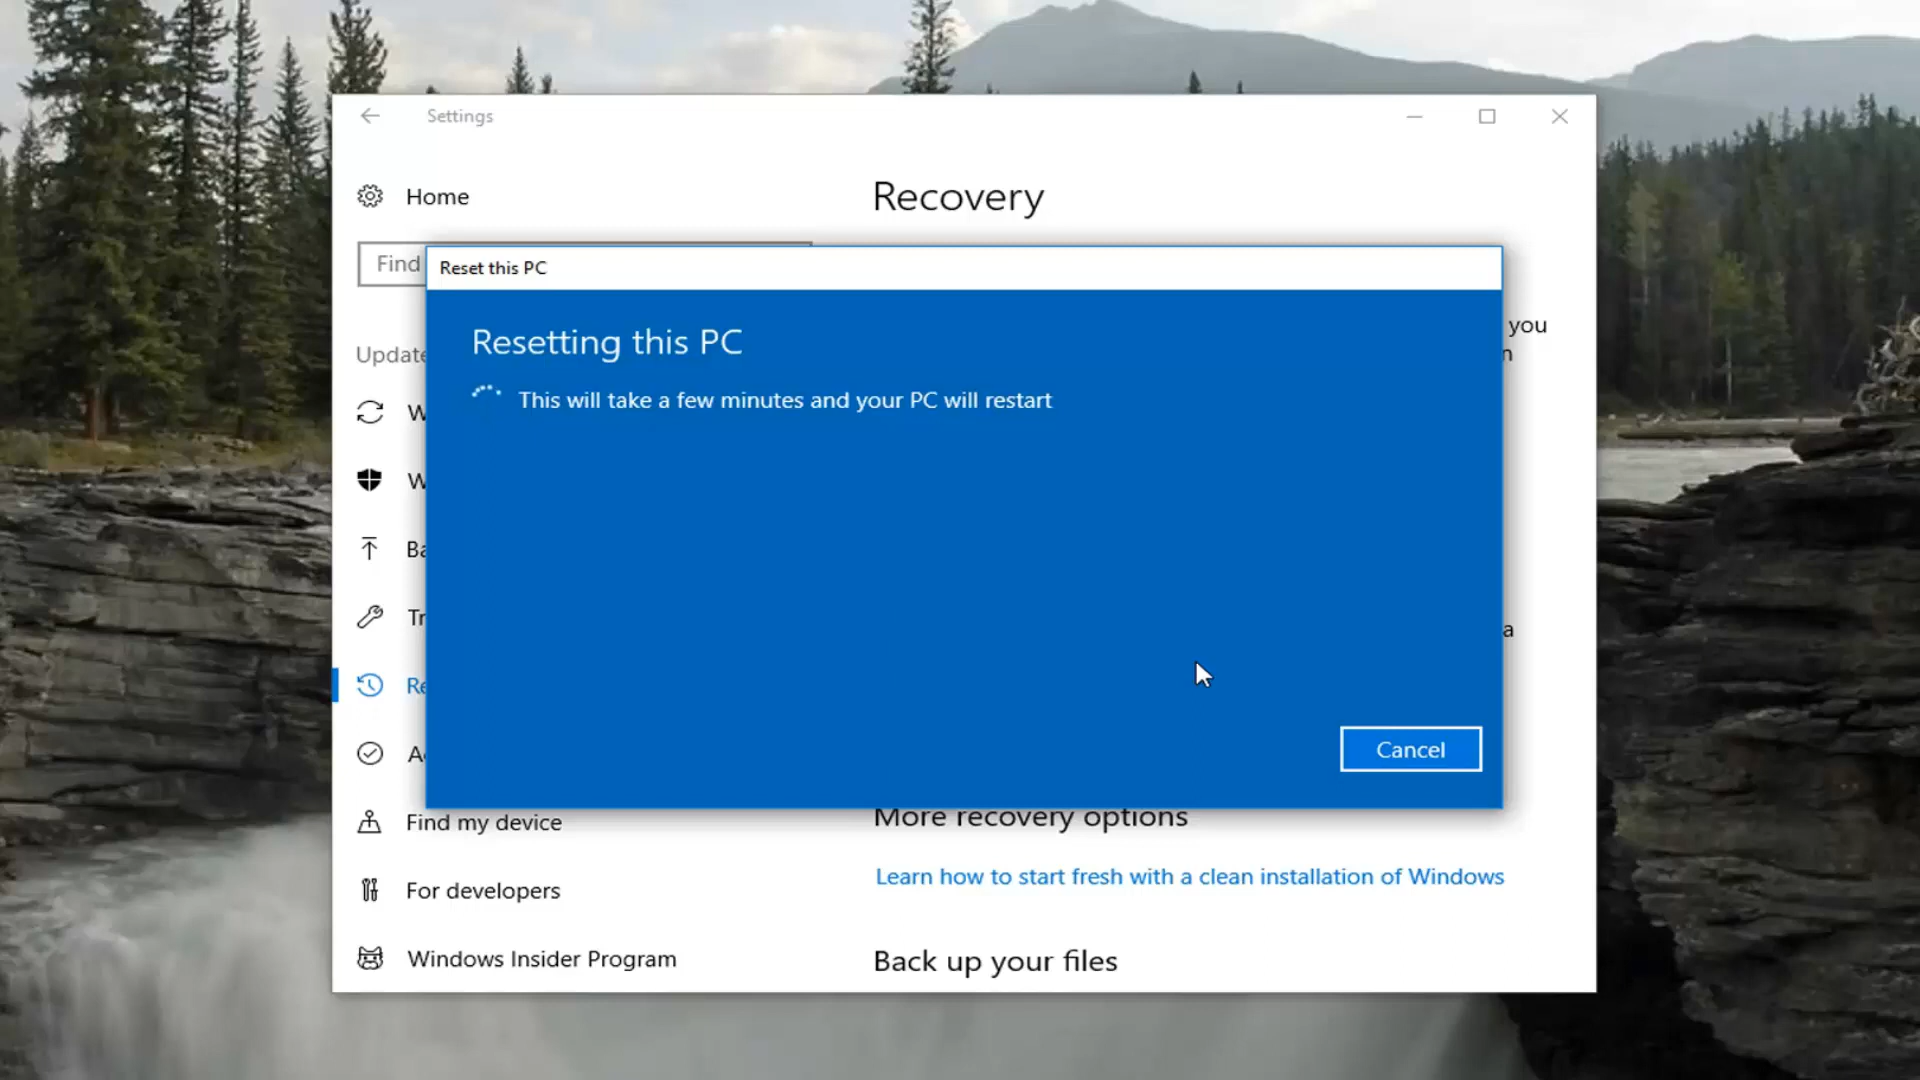 Settings
Home
Recovery
Find
Reset this PC
Resetting this PC
you
Update
This will take a few minutes and your PC will restart
Cancel
Find my device
More recovery options
Learn how to start fresh with a clean installation of Windows
For developers
Windows Insider Program
Back up your files